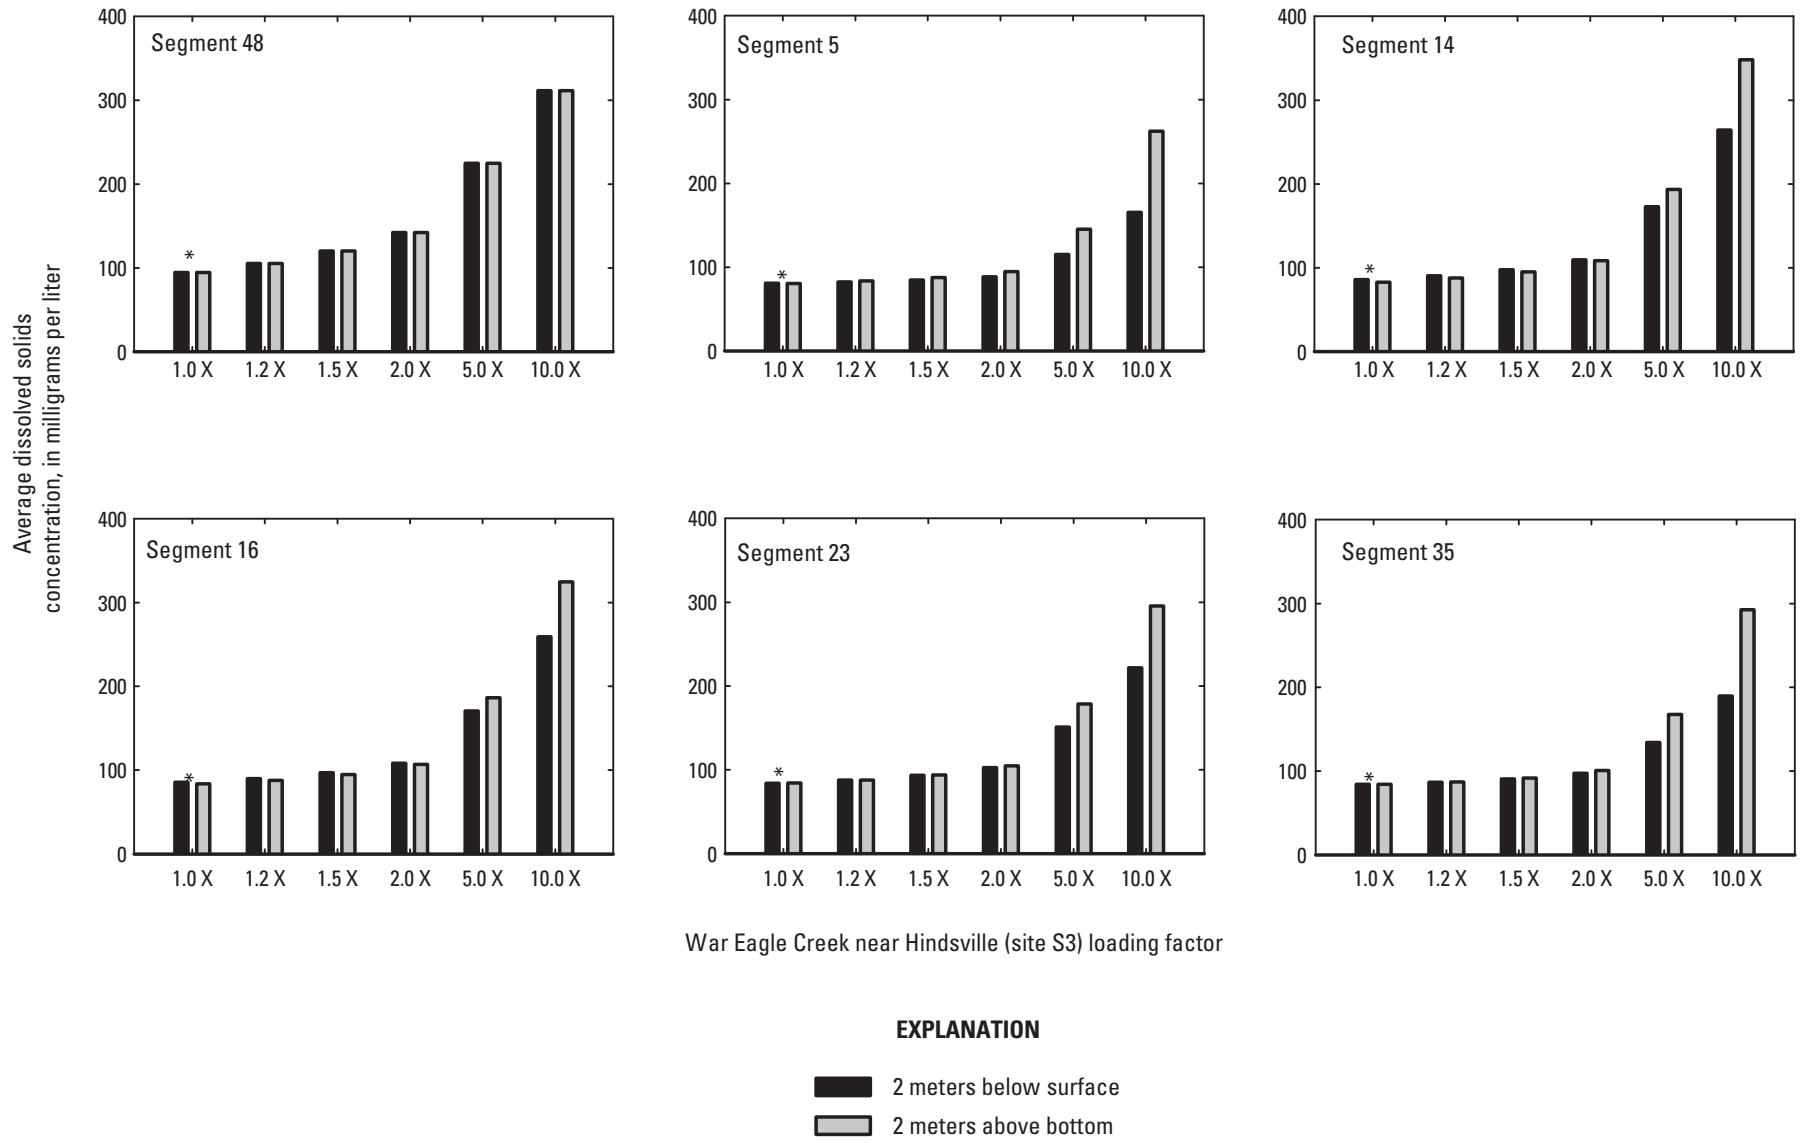 Average dissolved solids
concentration, in milligrams per liter
Segment 48
400
300
200
100
0
*
1.0 X 1.2 X 1.5 X 2.0 X 5.0 X 10.0 X
Segment 5
400
300
200
100
0
*
1.0 X 1.2 X 1.5 X 2.0 X 5.0 X 10.0 X
Segment 14
400
300
200
100
0
*
1.0 X 1.2 X 1.5 X 2.0 X 5.0 X 10.0 X
Segment 16
400
300
200
100
0
*
1.0 X 1.2 X 1.5 X 2.0 X 5.0 X 10.0 X
Segment 23
400
300
200
100
0
*
1.0 X 1.2 X 1.5 X 2.0 X 5.0 X 10.0 X
Segment 35
400
300
200
100
0
*
1.0 X 1.2 X 1.5 X 2.0 X 5.0 X 10.0 X
War Eagle Creek near Hindsville (site S3) loading factor
EXPLANATION
2 meters below surface
2 meters above bottom